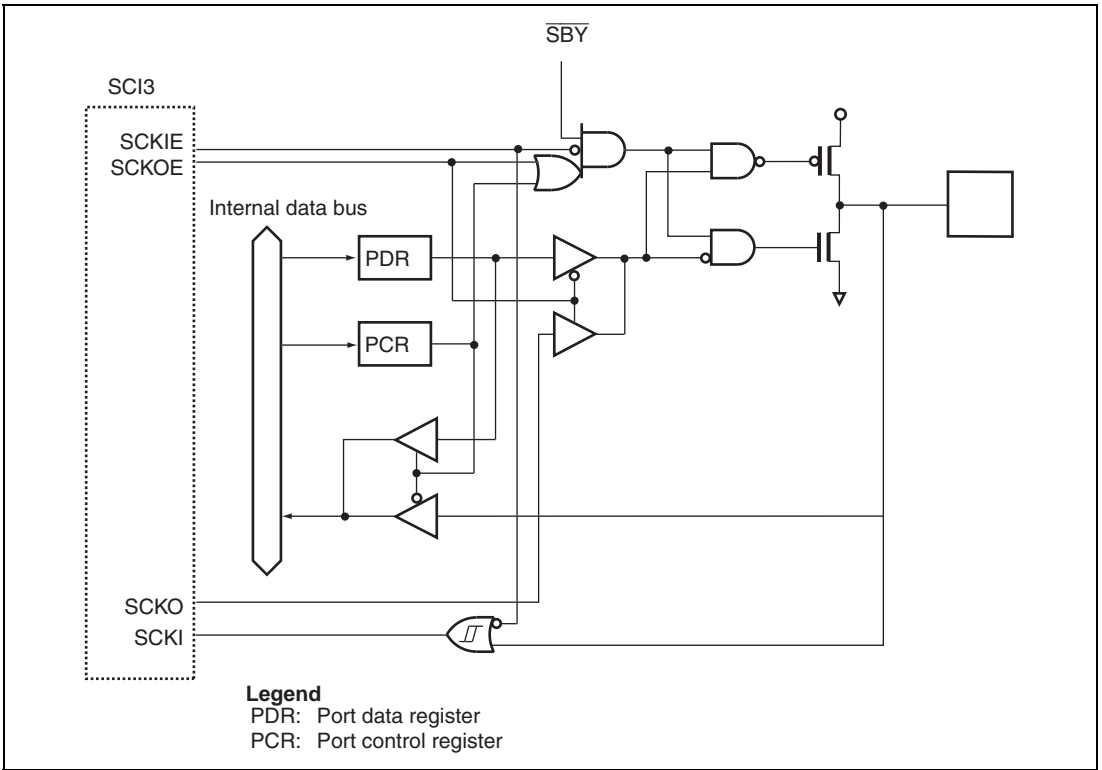 SBY
SCI3
SCKIE
SCKOE
Internal data bus
PDR
PCR
SCKO
SCKI
Legend
PDR: Port data register
PCR: Port control register